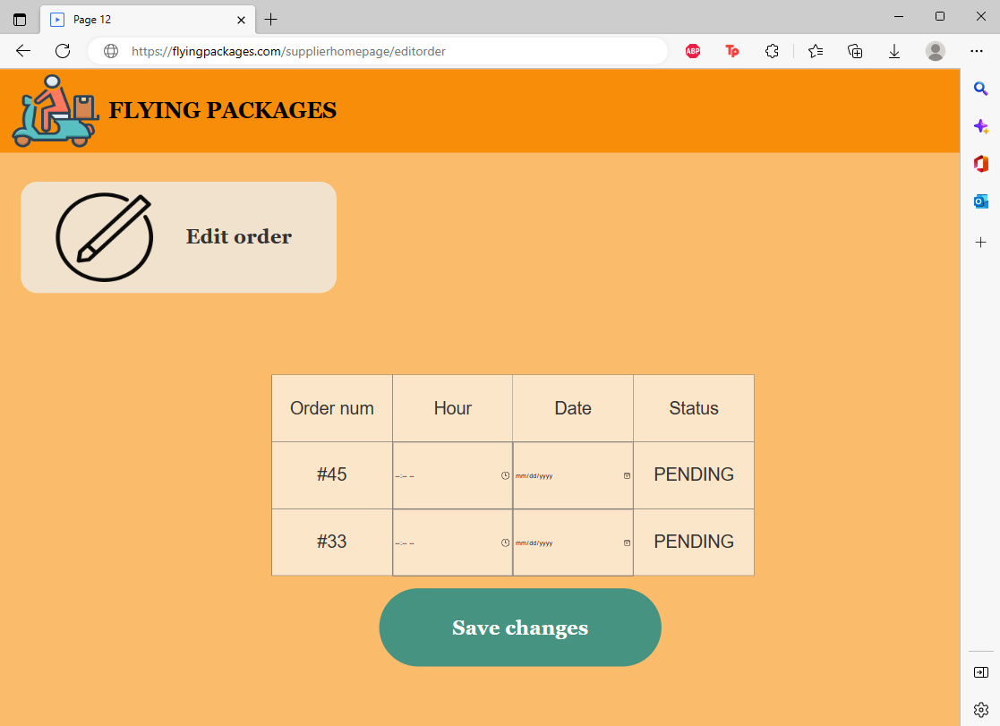 Page 12
https://flyingpackages.com/supplierhomepage/editorder
ABP
Tp
FLYING PACKAGES
Edit order
Order num Hour Date Status
#45 --:-- -- mm/dd/yyyy PENDING
#33 --:-- -- mm/dd/yyyy PENDING
Save changes